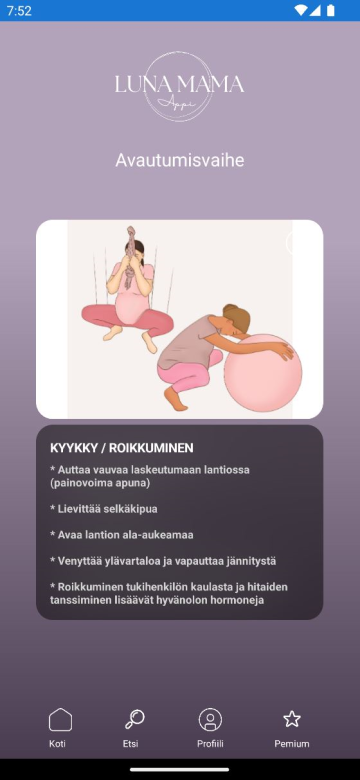 7:52
LUNA MAMA
Appi
Avautumisvaihe
KYYKKY / ROIKKUMINEN
* Auttaa vauvaa laskeutumaan lantiossa
(painovoima apuna)
* Lievittää selkäkipua
* Avaa lantion ala-aukeamaa
* Venyttää ylävartaloa ja vapauttaa jännitystä
* Roikkuminen tukihenkilön kaulasta ja hitaiden
tanssiminen lisäävät hyvänolon hormoneja
Koti
Etsi
Profiili
Pemium